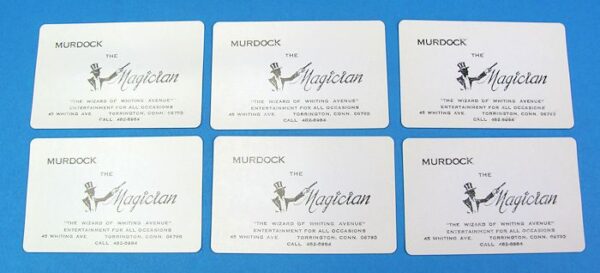 MURDOCK
THE
Magician
"THE WIZARD OF WHITING AVENUE"
ENTERTAINMENT FOR ALL OCCASIONS
45 WHITING AVE. TORRINGTON, CONN. 06790
CALL 482-6984
MURDOCK
THE
Magician
"THE WIZARD OF WHITING AVENUE"
ENTERTAINMENT FOR ALL OCCASIONS
45 WHITING AVE. TORRINGTON, CONN. 06790
CALL 482-6984
MURDOCK
THE
Magician
"THE WIZARD OF WHITING AVENUE"
ENTERTAINMENT FOR ALL OCCASIONS
45 WHITING AVE. TORRINGTON, CONN. 06790
CALL 482-6984
MURDOCK
THE
Magician
"THE WIZARD OF WHITING AVENUE"
ENTERTAINMENT FOR ALL OCCASIONS
45 WHITING AVE. TORRINGTON, CONN. 06790
CALL 482-6984
MURDOCK
THE
Magician
"THE WIZARD OF WHITING AVENUE"
ENTERTAINMENT FOR ALL OCCASIONS
45 WHITING AVE. TORRINGTON, CONN. 06790
CALL 482-6984
MURDOCK
THE
Magician
"THE WIZARD OF WHITING AVENUE"
ENTERTAINMENT FOR ALL OCCASIONS
45 WHITING AVE. TORRINGTON, CONN. 06790
CALL 482-6984